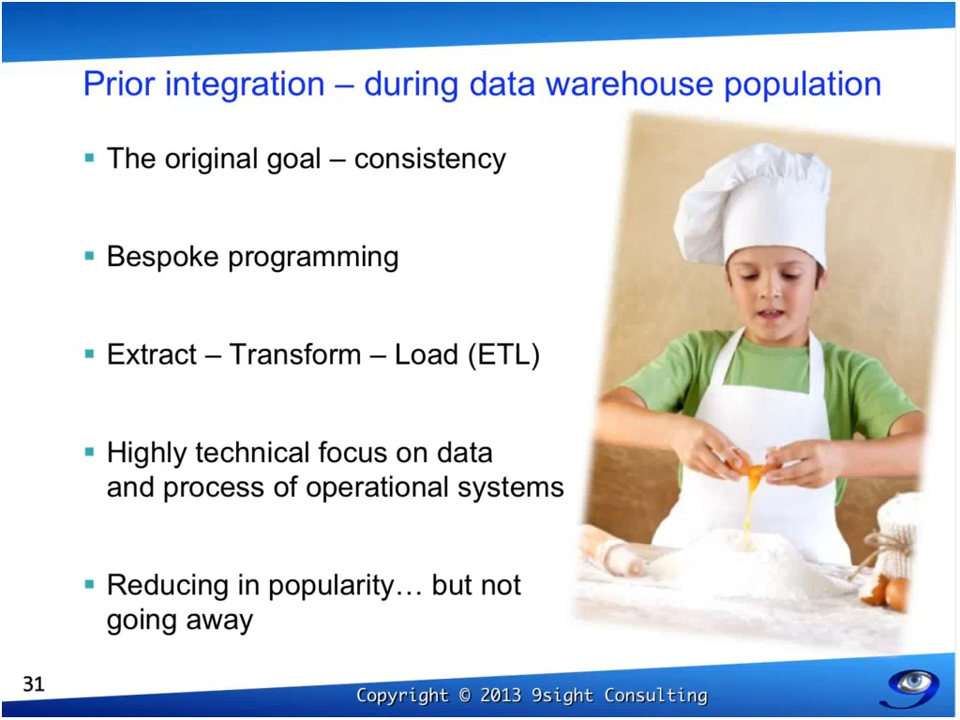 Prior integration – during data warehouse population
▪ The original goal – consistency
▪ Bespoke programming
▪ Extract – Transform – Load (ETL)
▪ Highly technical focus on data
and process of operational systems
▪ Reducing in popularity… but not
going away
31
Copyright © 2013 9sight Consulting